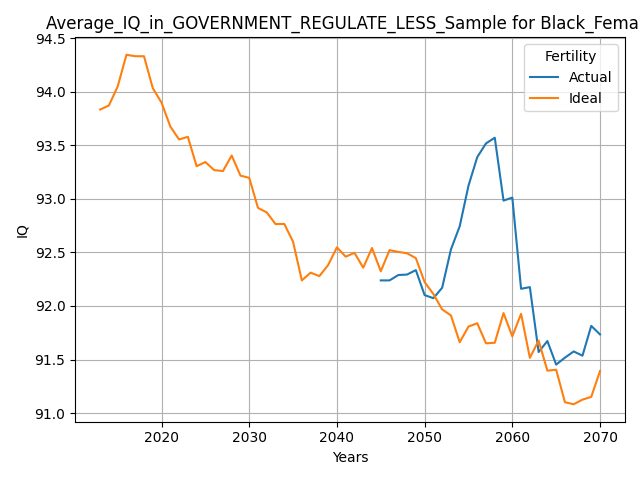 Average_IQ_in_GOVERNMENT_REGULATE_LESS_Sample for Black_Fema
94.5
94.0
93.5
93.0
92.5
92.0
91.5
91.0
IQ
Fertility
Actual
Ideal
2020
2030
2040
2050
2060
2070
Years